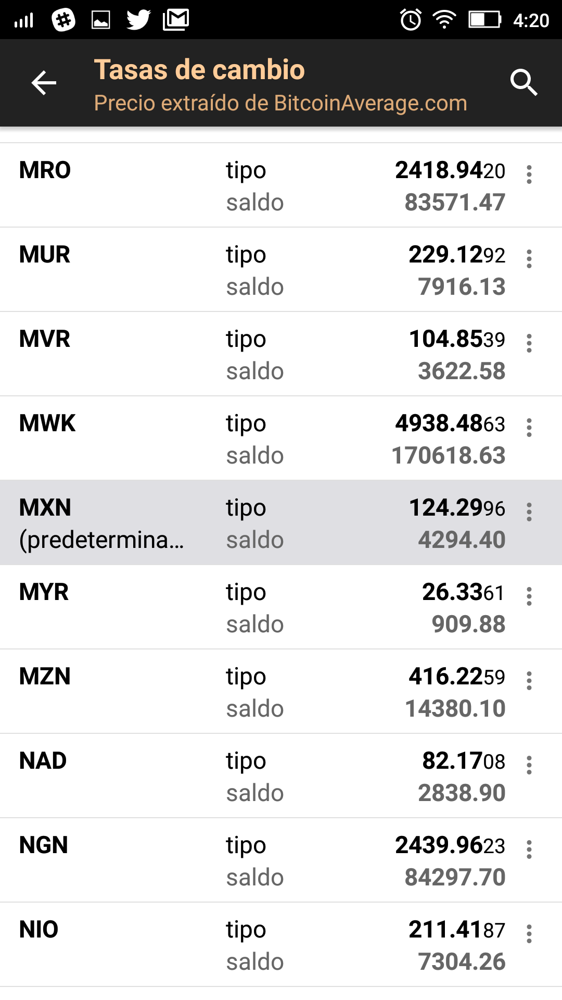 4:20
Tasas de cambio
Precio extraído de BitcoinAverage.com
MRO tipo 2418.9420
saldo 83571.47
MUR tipo 229.1292
saldo 7916.13
MVR tipo 104.8539
saldo 3622.58
MWK tipo 4938.4863
saldo 170618.63
MXN tipo 124.2996
(predetermina… saldo 4294.40
MYR tipo 26.3361
saldo 909.88
MZN tipo 416.2259
saldo 14380.10
NAD tipo 82.1708
saldo 2838.90
NGN tipo 2439.9623
saldo 84297.70
NIO tipo 211.4187
saldo 7304.26